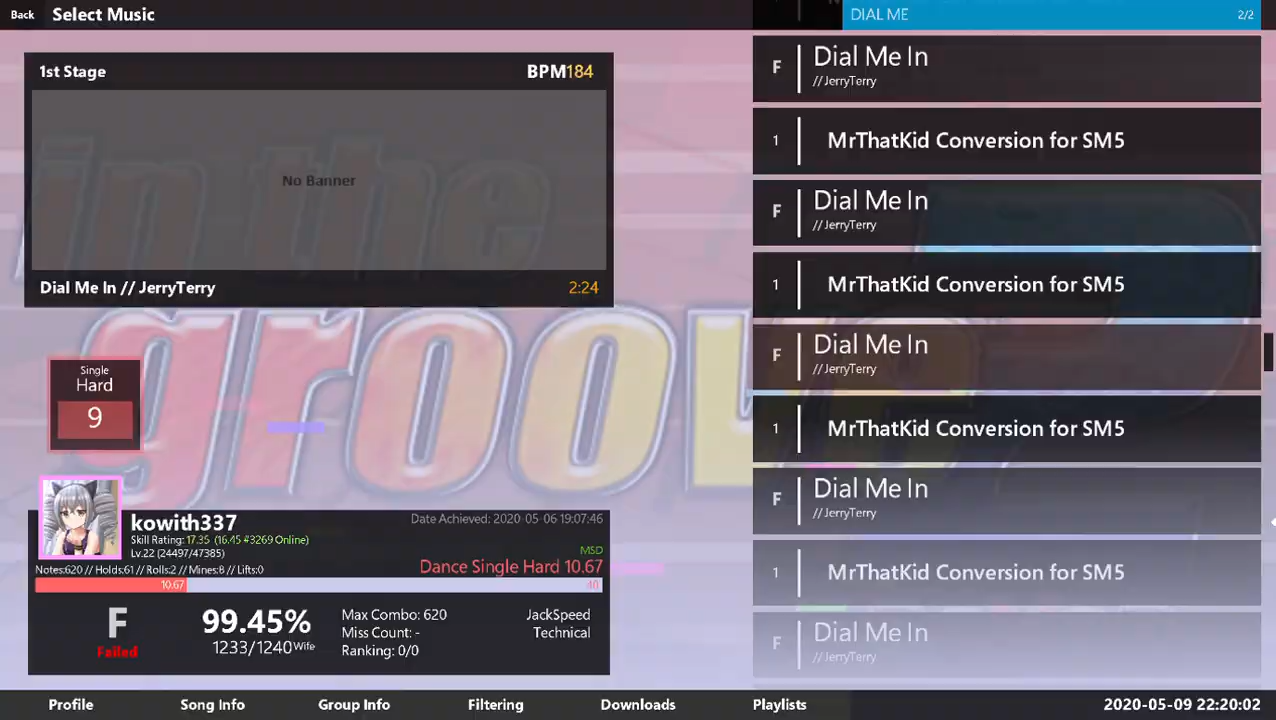 Back Select Music
1st Stage
BPM184
No Banner
Dial Me In // JerryTerry
2:24
Single
Hard
9
kowith337
Date Achieved: 2020-05-06 19:07:46
Skill Rating: 17.35 (16.45 #3269 Online)
Lv.22 (24497/47385)
MSD
Notes:620 // Holds:61 // Rolls:2 // Mines:8 // Lifts:0
Dance Single Hard 10.67
10.67
40
F
Failed
99.45%
1233/1240 Wife
Max Combo: 620
Miss Count: -
Ranking: 0/0
JackSpeed
Technical
DIAL ME 2/2
F Dial Me In
// JerryTerry
1 MrThatKid Conversion for SM5
F Dial Me In
// JerryTerry
1 MrThatKid Conversion for SM5
F Dial Me In
// JerryTerry
1 MrThatKid Conversion for SM5
F Dial Me In
// JerryTerry
1 MrThatKid Conversion for SM5
F Dial Me In
// JerryTerry
in the
groove
Profile Song Info Group Info Filtering Downloads Playlists 2020-05-09 22:20:02